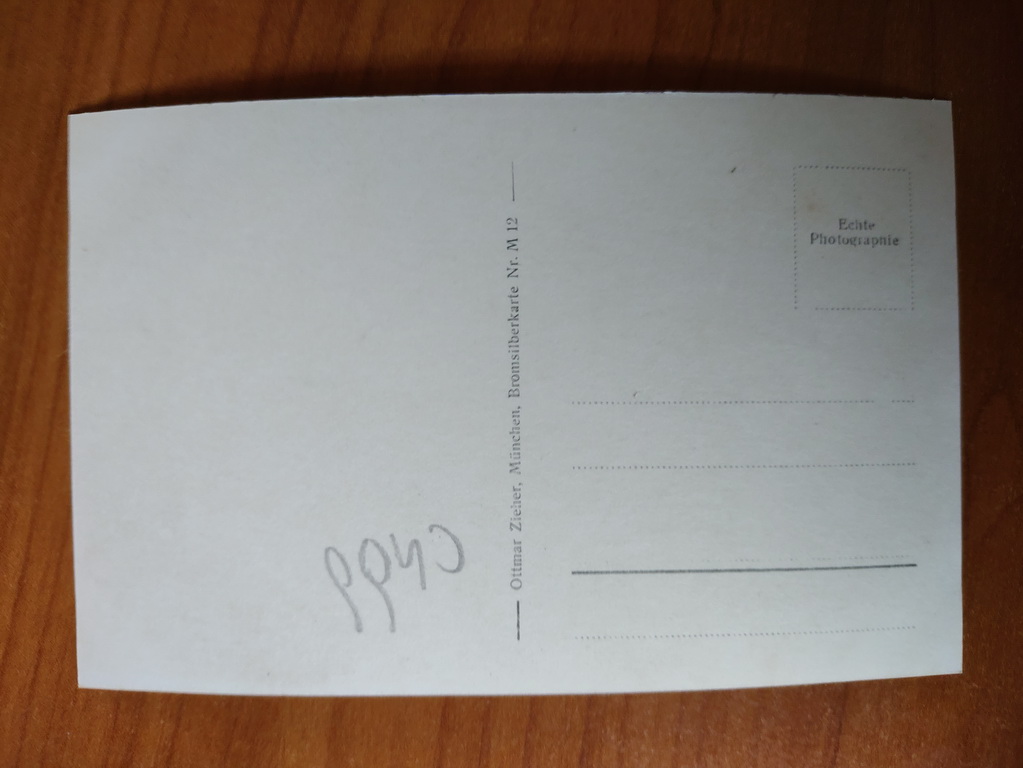 Echte
Photographie
Ottmar Zieher, München, Bromsilberkarte Nr. M 12